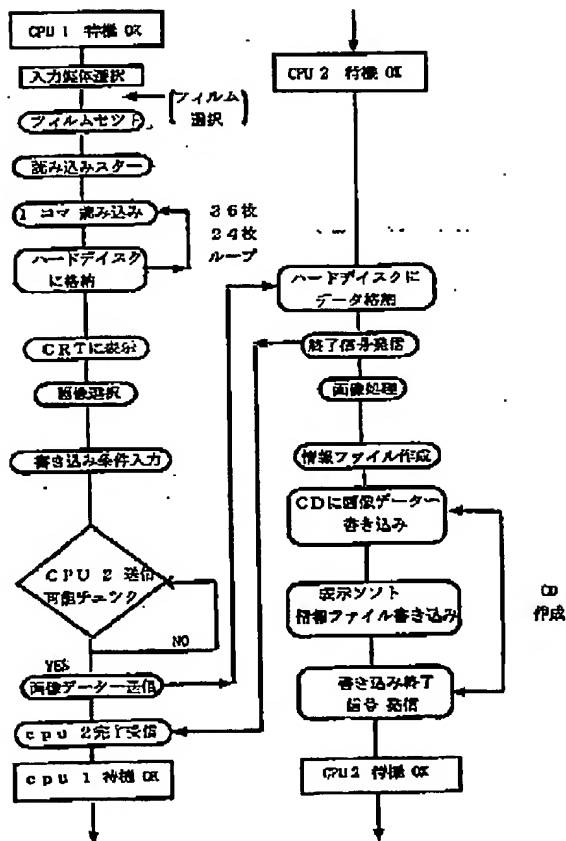 CPU 1 待機 OK
入力媒体選択
フィルム
選択
フィルムセット
読み込みスター
1 コマ 読み込み
36枚
24枚
ループ
ハードディスク
に格納
CRTに表示
画像選択
書き込み条件入力
CPU 2 送信
可能チェック
NO
YES
画像データー送信
cpu 2完了受信
cpu 1 待機 OK
CPU 2 待機 OK
ハードディスクに
データ格納
終了信号発信
画像処理
情報ファイル作成
CDに画像データー
書き込み
表示ソフト
情報ファイル書き込み
CD
作成
書き込み終了
信号 発信
CPU2 待機 OK